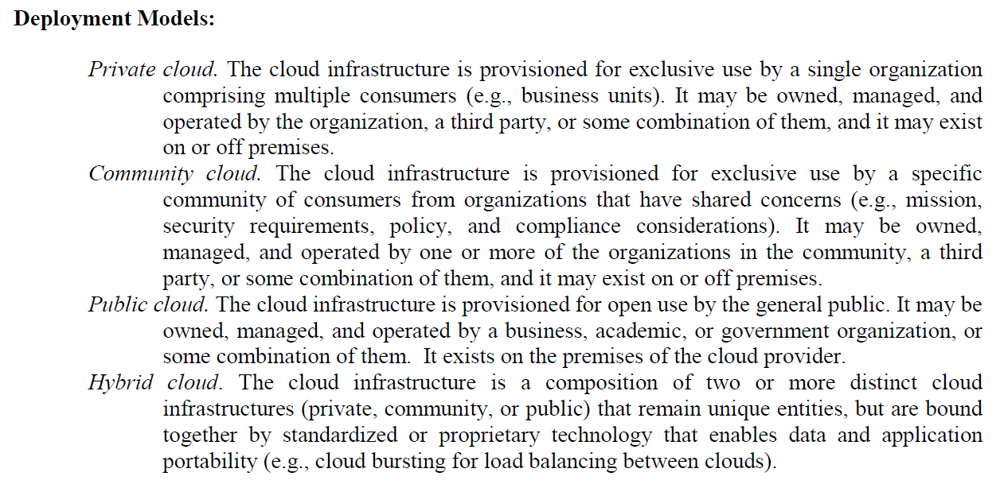 Deployment Models:
Private cloud. The cloud infrastructure is provisioned for exclusive use by a single organization
comprising multiple consumers (e.g., business units). It may be owned, managed, and
operated by the organization, a third party, or some combination of them, and it may exist
on or off premises.
Community cloud. The cloud infrastructure is provisioned for exclusive use by a specific
community of consumers from organizations that have shared concerns (e.g., mission,
security requirements, policy, and compliance considerations). It may be owned,
managed, and operated by one or more of the organizations in the community, a third
party, or some combination of them, and it may exist on or off premises.
Public cloud. The cloud infrastructure is provisioned for open use by the general public. It may be
owned, managed, and operated by a business, academic, or government organization, or
some combination of them.  It exists on the premises of the cloud provider.
Hybrid cloud. The cloud infrastructure is a composition of two or more distinct cloud
infrastructures (private, community, or public) that remain unique entities, but are bound
together by standardized or proprietary technology that enables data and application
portability (e.g., cloud bursting for load balancing between clouds).